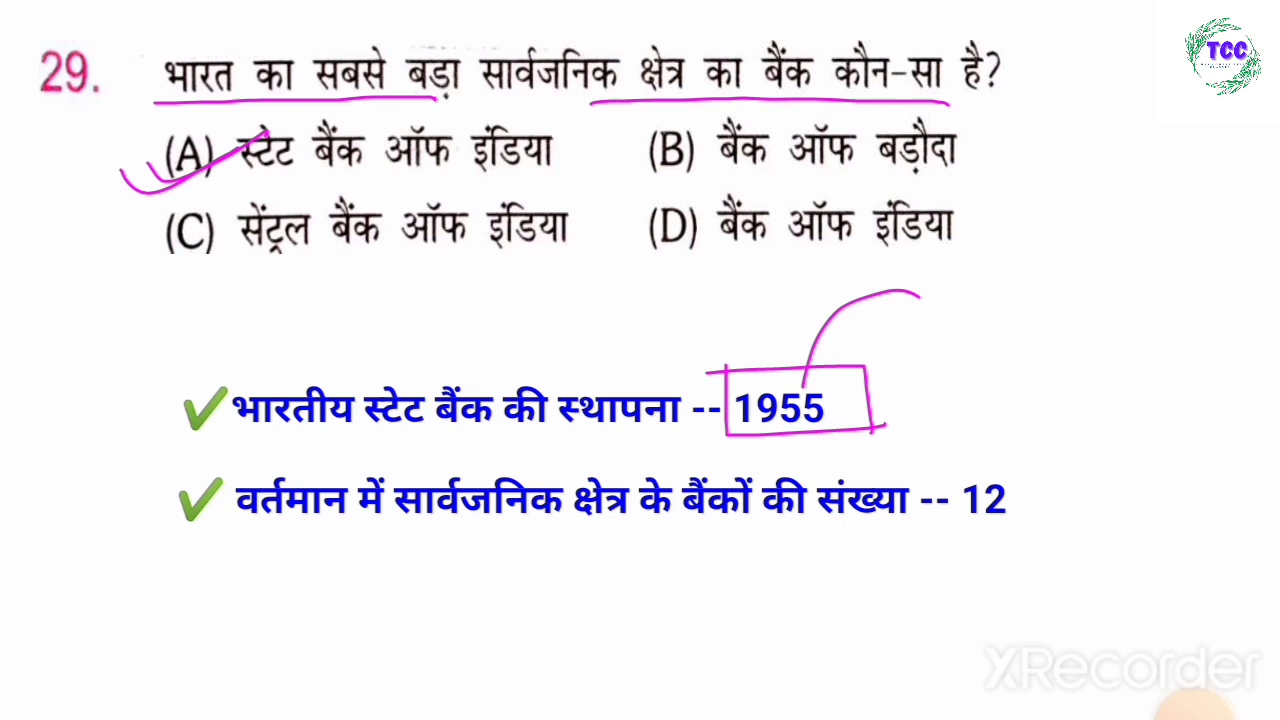 TCC
29. भारत का सबसे बड़ा सार्वजनिक क्षेत्र का बैंक कौन-सा है?
(A) स्टेट बैंक ऑफ इंडिया (B) बैंक ऑफ बड़ौदा
(C) सेंट्रल बैंक ऑफ इंडिया (D) बैंक ऑफ इंडिया
✔भारतीय स्टेट बैंक की स्थापना -- 1955
✔ वर्तमान में सार्वजनिक क्षेत्र के बैंकों की संख्या -- 12
XRecorder